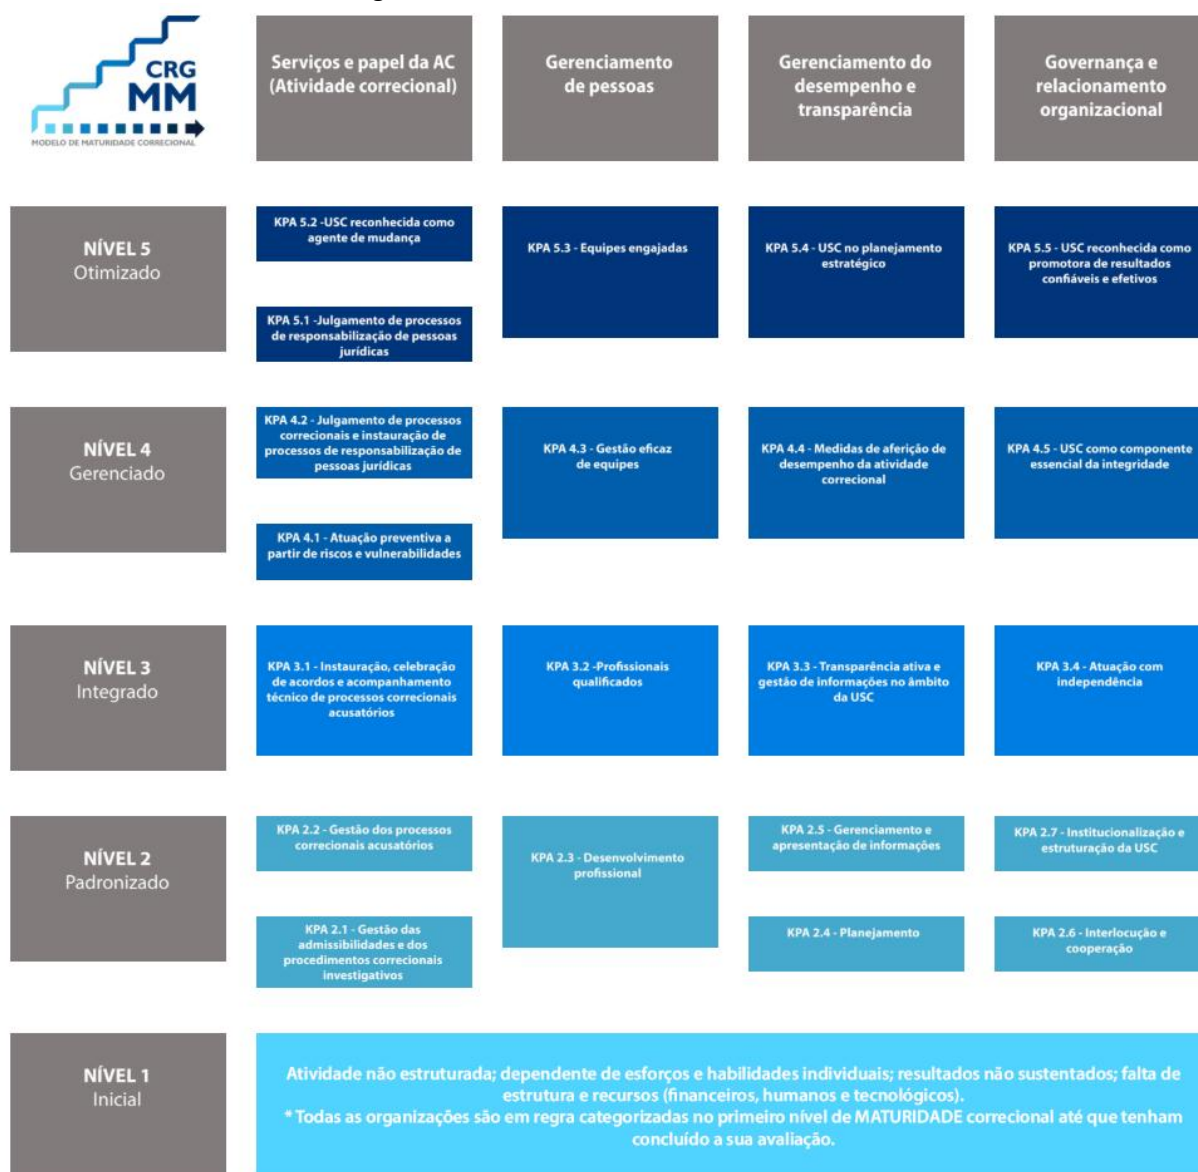 CRG
MM
MODELO DE MATURIDADE CORRECIONAL
Serviços e papel da AC
(Atividade correcional)
Gerenciamento
de pessoas
Gerenciamento do
desempenho e
transparência
Governança e
relacionamento
organizacional
NÍVEL 5
Otimizado
KPA 5.2 -USC reconhecida como
agente de mudança
KPA 5.1 -Julgamento de processos
de responsabilização de pessoas
jurídicas
KPA 5.3 - Equipes engajadas
KPA 5.4 - USC no planejamento
estratégico
KPA 5.5 - USC reconhecida como
promotora de resultados
confiáveis e efetivos
NÍVEL 4
Gerenciado
KPA 4.2 - Julgamento de processos
correcionais e instauração de
processos de responsabilização de
pessoas jurídicas
KPA 4.1 - Atuação preventiva a
partir de riscos e vulnerabilidades
KPA 4.3 - Gestão eficaz
de equipes
KPA 4.4 - Medidas de aferição de
desempenho da atividade
correcional
KPA 4.5 - USC como componente
essencial da integridade
NÍVEL 3
Integrado
KPA 3.1 - Instauração, celebração
de acordos e acompanhamento
técnico de processos correcionais
acusatórios
KPA 3.2 -Profissionais
qualificados
KPA 3.3 - Transparência ativa e
gestão de informações no âmbito
da USC
KPA 3.4 - Atuação com
independência
NÍVEL 2
Padronizado
KPA 2.2 - Gestão dos processos
correcionais acusatórios
KPA 2.1 - Gestão das
admissibilidades e dos
procedimentos correcionais
investigativos
KPA 2.3 - Desenvolvimento
profissional
KPA 2.5 - Gerenciamento e
apresentação de informações
KPA 2.4 - Planejamento
KPA 2.7 - Institucionalização e
estruturação da USC
KPA 2.6 - Interlocução e
cooperação
NÍVEL 1
Inicial
Atividade não estruturada; dependente de esforços e habilidades individuais; resultados não sustentados; falta de
estrutura e recursos (financeiros, humanos e tecnológicos).
* Todas as organizações são em regra categorizadas no primeiro nível de MATURIDADE correcional até que tenham
concluído a sua avaliação.